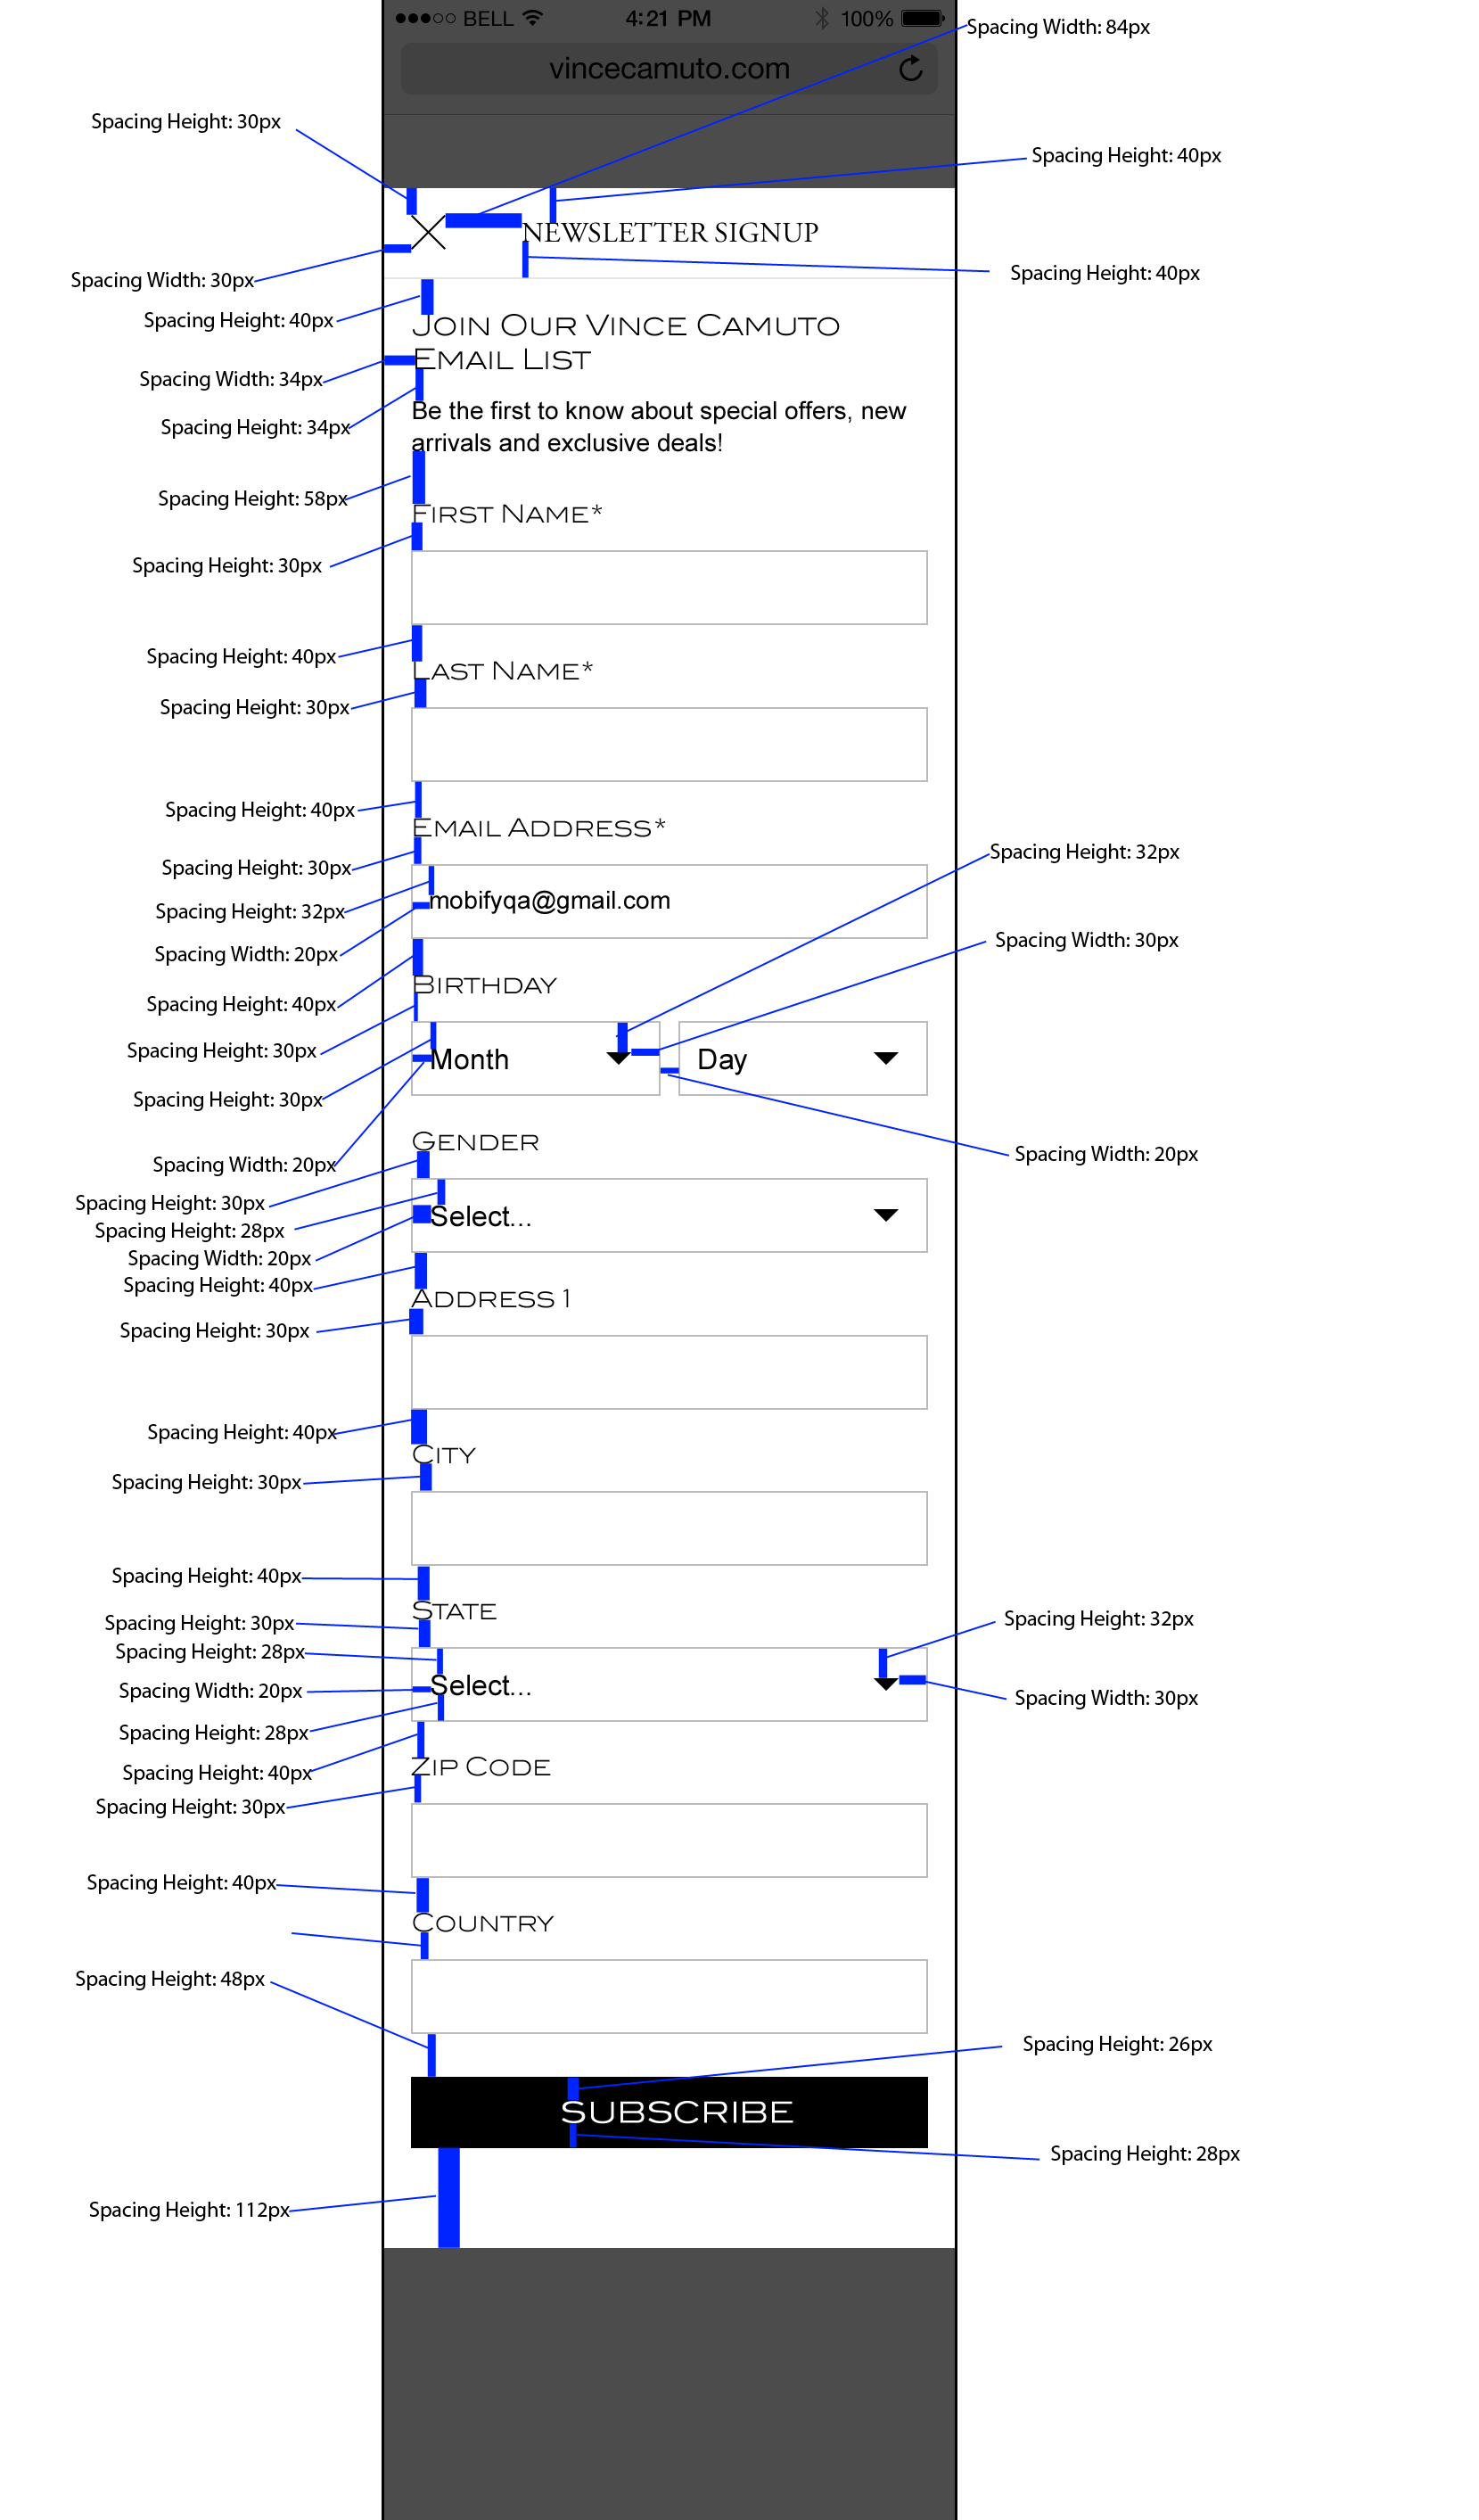 BELL 4:21 PM 100%
Spacing Width: 84px
vincecamuto.com
Spacing Height: 30px
Spacing Height: 40px
NEWSLETTER SIGNUP
Spacing Width: 30px
Spacing Height: 40px
Spacing Height: 40px
JOIN OUR VINCE CAMUTO
EMAIL LIST
Spacing Width: 34px
Be the first to know about special offers, new
Spacing Height: 34px
arrivals and exclusive deals!
Spacing Height: 58px
FIRST NAME*
Spacing Height: 30px
Spacing Height: 40px
LAST NAME*
Spacing Height: 30px
Spacing Height: 40px
EMAIL ADDRESS*
Spacing Height: 32px
Spacing Height: 30px
mobifyqa@gmail.com
Spacing Height: 32px
Spacing Width: 30px
Spacing Width: 20px
BIRTHDAY
Spacing Height: 40px
Spacing Height: 30px
Month Day
Spacing Height: 30px
GENDER
Spacing Width: 20px
Spacing Width: 20px
Spacing Height: 30px
Select...
Spacing Height: 28px
Spacing Width: 20px
Spacing Height: 40px
ADDRESS 1
Spacing Height: 30px
Spacing Height: 40px
CITY
Spacing Height: 30px
Spacing Height: 40px
STATE
Spacing Height: 32px
Spacing Height: 30px
Spacing Height: 28px
Select...
Spacing Width: 20px
Spacing Width: 30px
Spacing Height: 28px
ZIP CODE
Spacing Height: 40px
Spacing Height: 30px
Spacing Height: 40px
COUNTRY
Spacing Height: 48px
Spacing Height: 26px
SUBSCRIBE
Spacing Height: 28px
Spacing Height: 112px